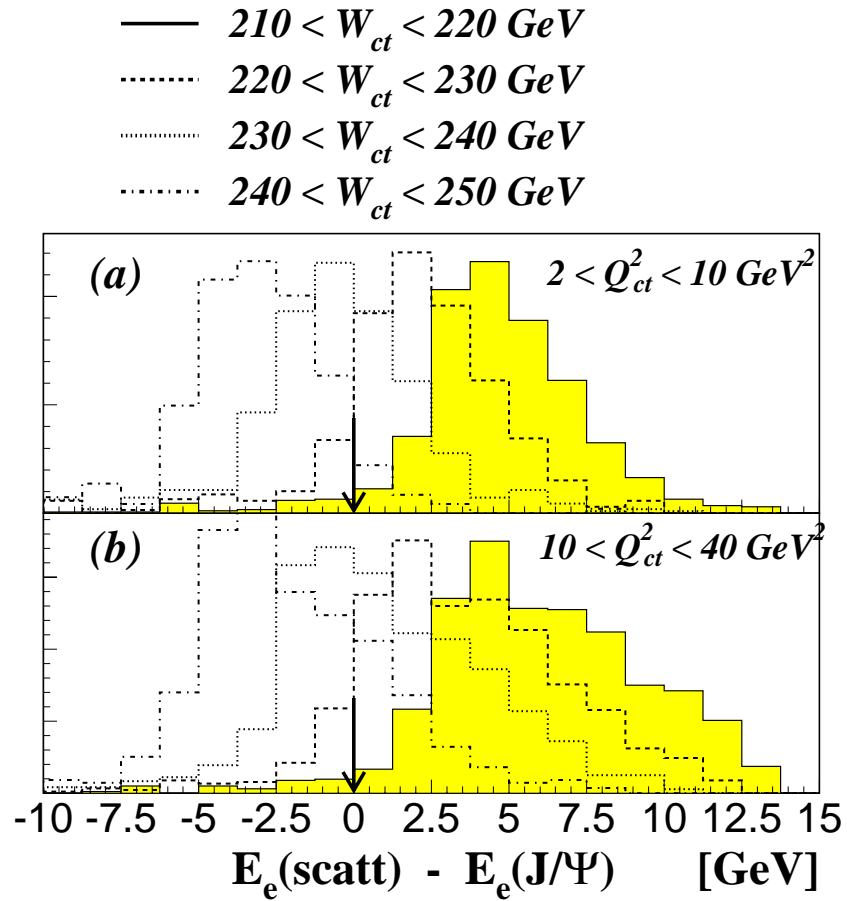 210 < W_ct < 220 GeV
220 < W_ct < 230 GeV
230 < W_ct < 240 GeV
240 < W_ct < 250 GeV
(a) 2 < Q²_ct < 10 GeV²
(b) 10 < Q²_ct < 40 GeV²
-10 -7.5 -5 -2.5 0 2.5 5 7.5 10 12.5 15
E_e(scatt) - E_e(J/Ψ) [GeV]